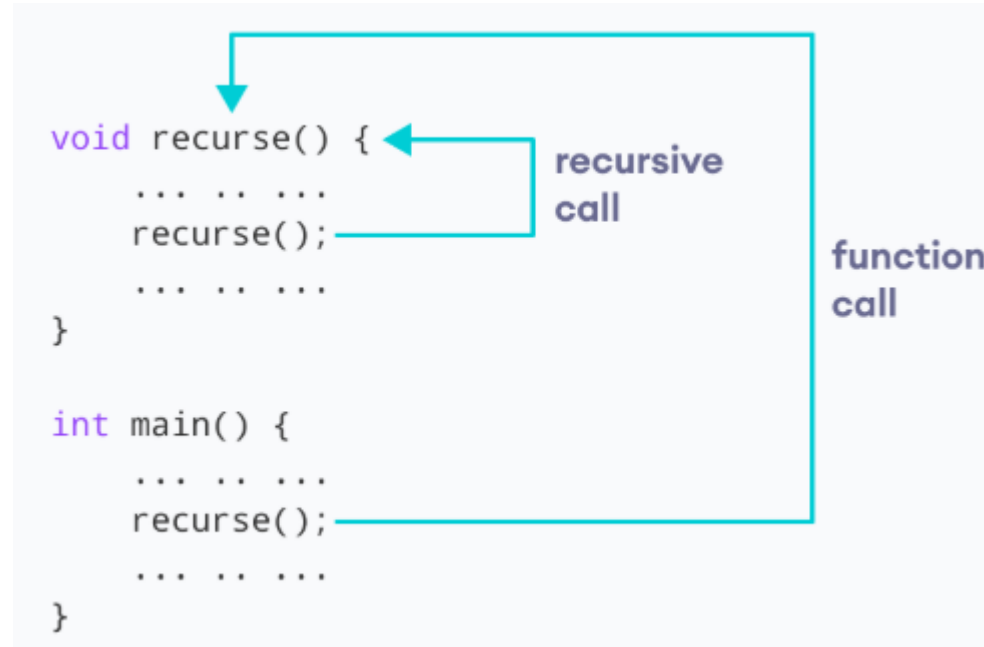 void recurse() {
... .. ...
recurse();
... .. ...
}
int main() {
... .. ...
recurse();
... .. ...
}
recursive
call
function
call